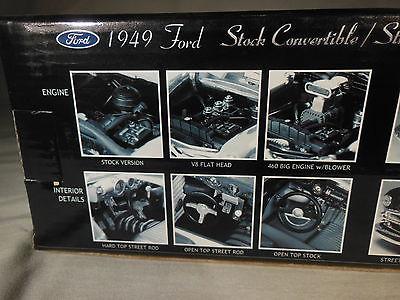 Ford 1949 Ford Stock Convertible / St
ENGINE
STOCK VERSION V8 FLAT HEAD 460 BIG ENGINE w/BLOWER
INTERIOR
DETAILS
HARD TOP STREET ROD OPEN TOP STREET ROD OPEN TOP STOCK STREET